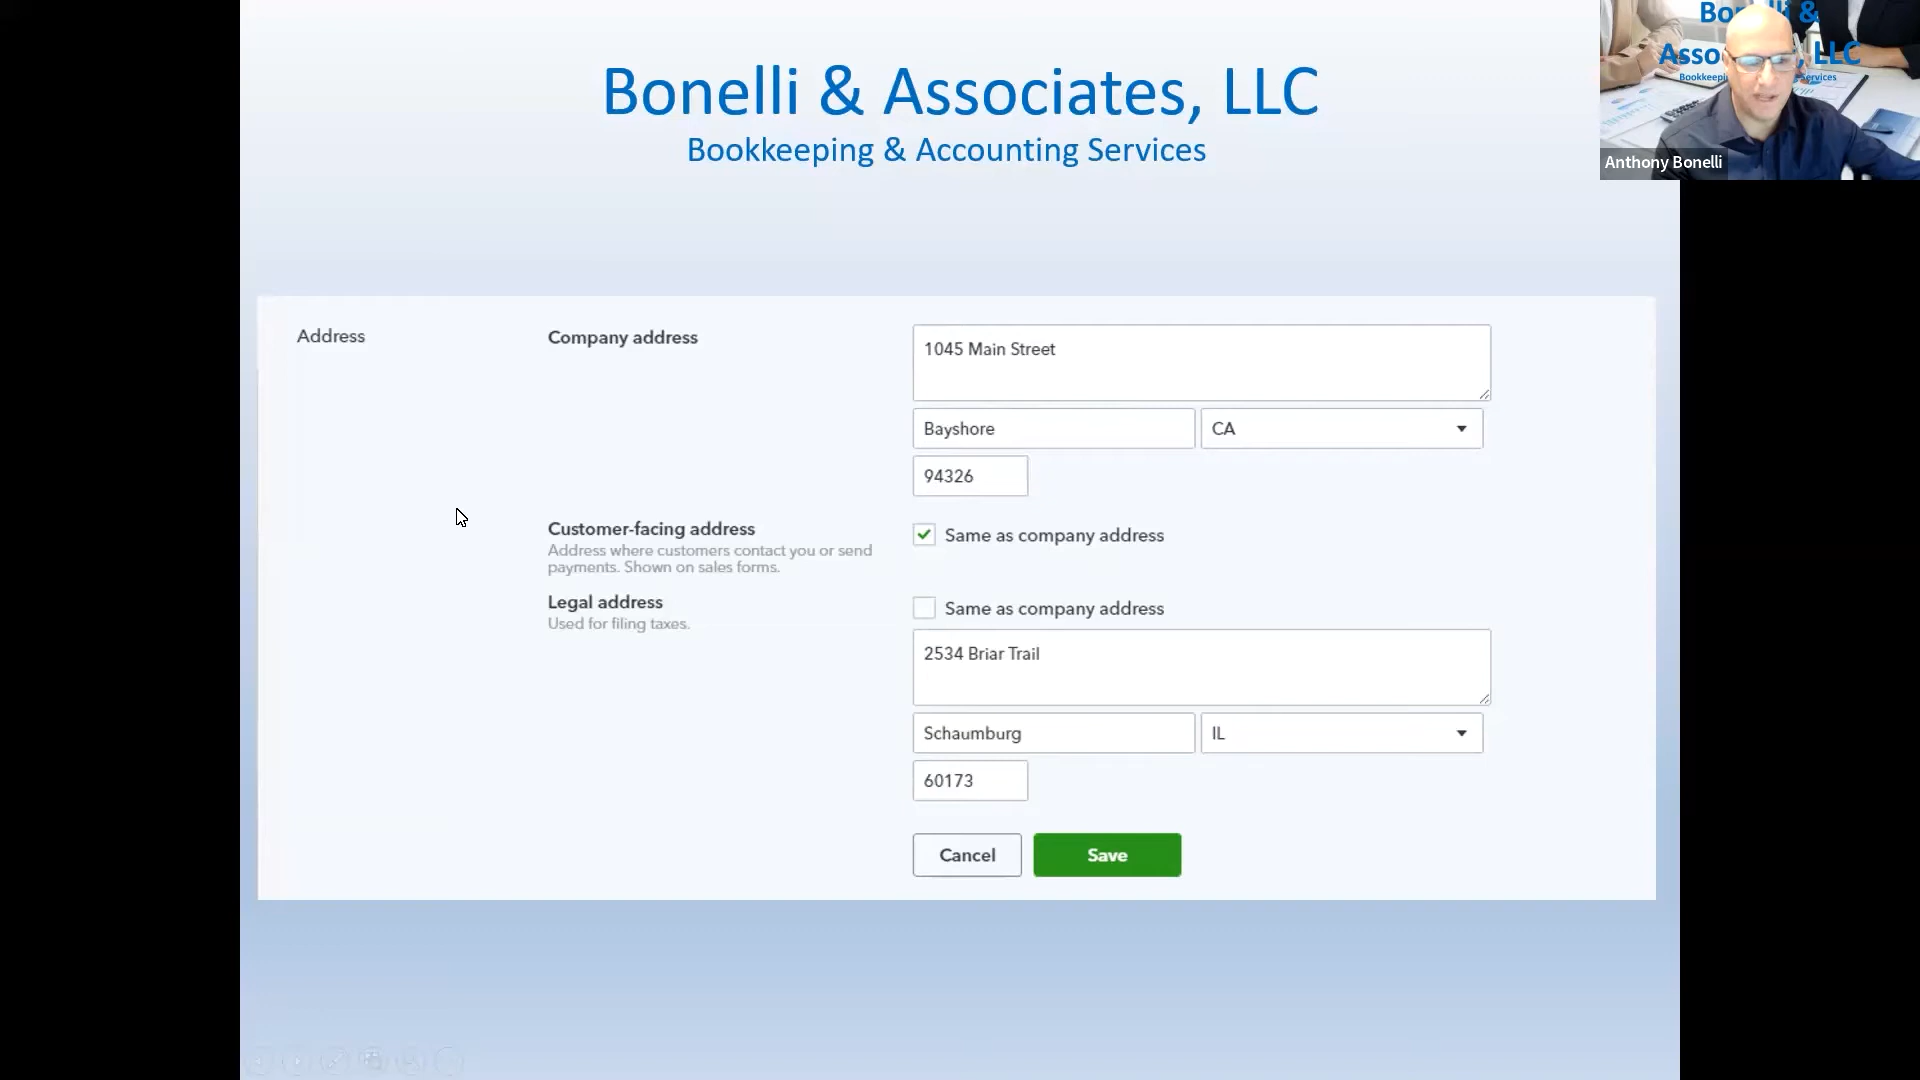 Bonelli & Associates, LLC
Bookkeeping & Accounting Services
Anthony Bonelli
Address
Company address
1045 Main Street
Bayshore
CA
94326
Customer-facing address
Address where customers contact you or send
payments. Shown on sales forms.
Same as company address
Legal address
Used for filing taxes.
Same as company address
2534 Briar Trail
Schaumburg
IL
60173
Cancel
Save